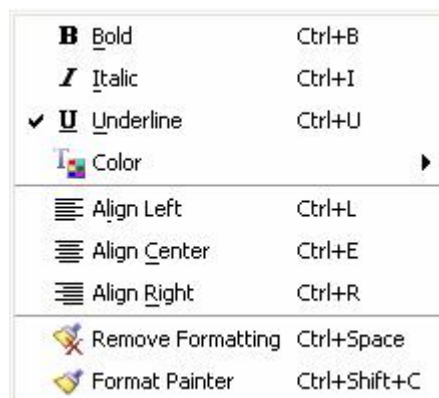 B Bold Ctrl+B
I Italic Ctrl+I
U Underline Ctrl+U
T Color
Align Left Ctrl+L
Align Center Ctrl+E
Align Right Ctrl+R
Remove Formatting Ctrl+Space
Format Painter Ctrl+Shift+C